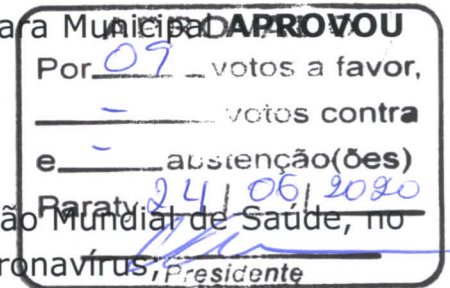 ara Municipal APROVOU
Por 09 votos a favor,
- votos contra
e - abstenção(ões)
Paraty 24 / 06 / 2020
ão Mundial de Saúde, no
ronavírus,
Presidente